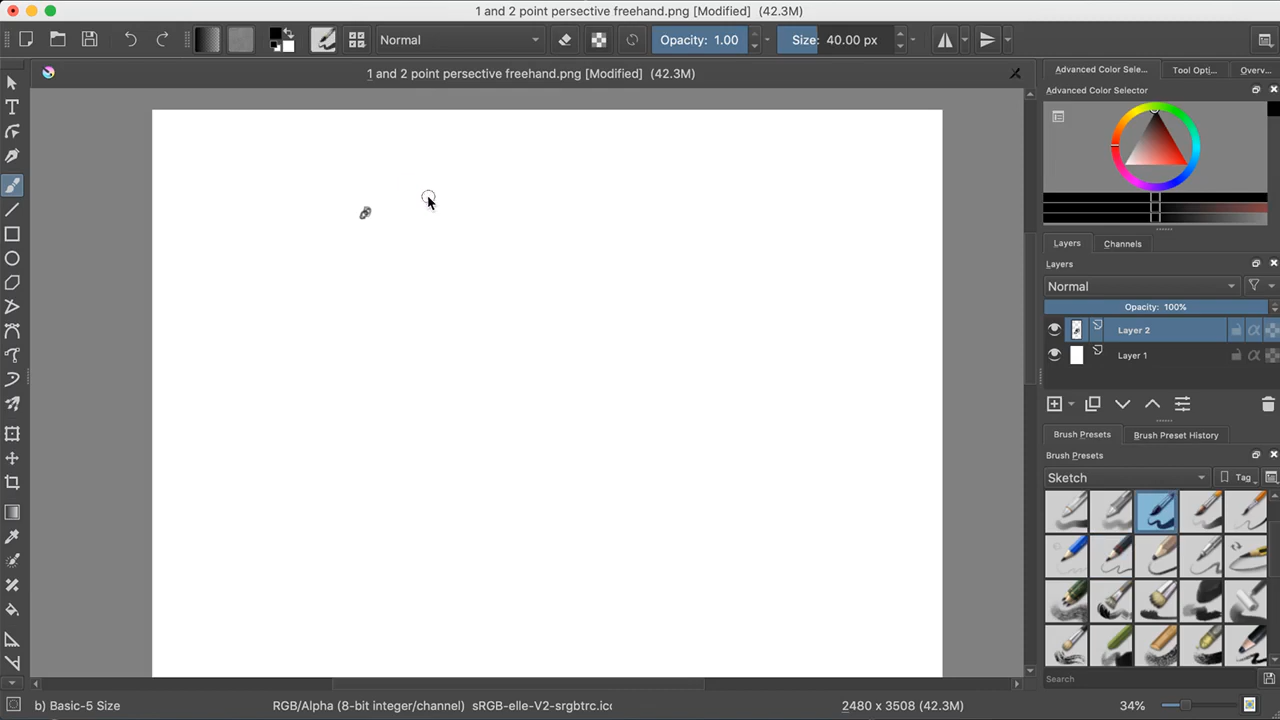 1 and 2 point persective freehand.png [Modified] (42.3M)
Normal
Opacity: 1.00
Size: 40.00 px
1 and 2 point persective freehand.png [Modified] (42.3M)
Advanced Color Sele...
Tool Opti...
Overv...
Advanced Color Selector
Layers
Channels
Layers
Normal
Opacity: 100%
Layer 2
Layer 1
Brush Presets
Brush Preset History
Brush Presets
Sketch
Tag
Search
b) Basic-5 Size
RGB/Alpha (8-bit integer/channel) sRGB-elle-V2-srgbtrc.icc
2480 x 3508 (42.3M)
34%